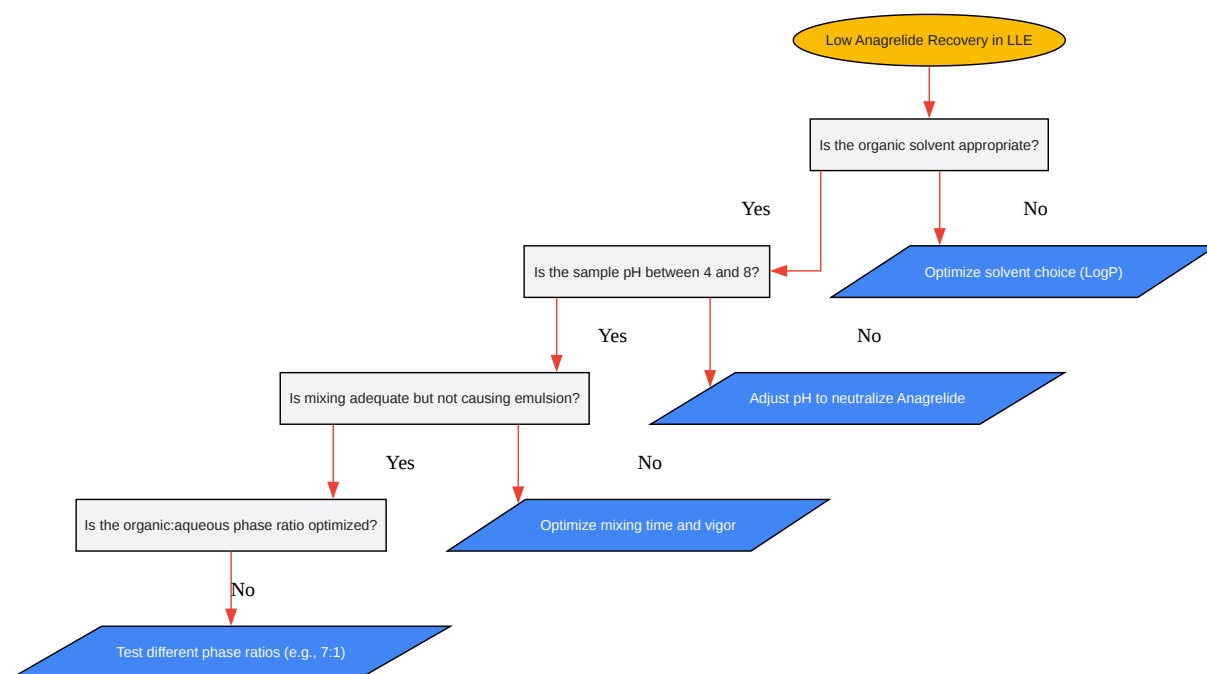 Low Anagrelide Recovery in LLE
Is the organic solvent appropriate?
Yes
No
Is the sample pH between 4 and 8?
Optimize solvent choice (LogP)
Yes
No
Is mixing adequate but not causing emulsion?
Adjust pH to neutralize Anagrelide
Yes
No
Is the organic:aqueous phase ratio optimized?
Optimize mixing time and vigor
No
Test different phase ratios (e.g., 7:1)